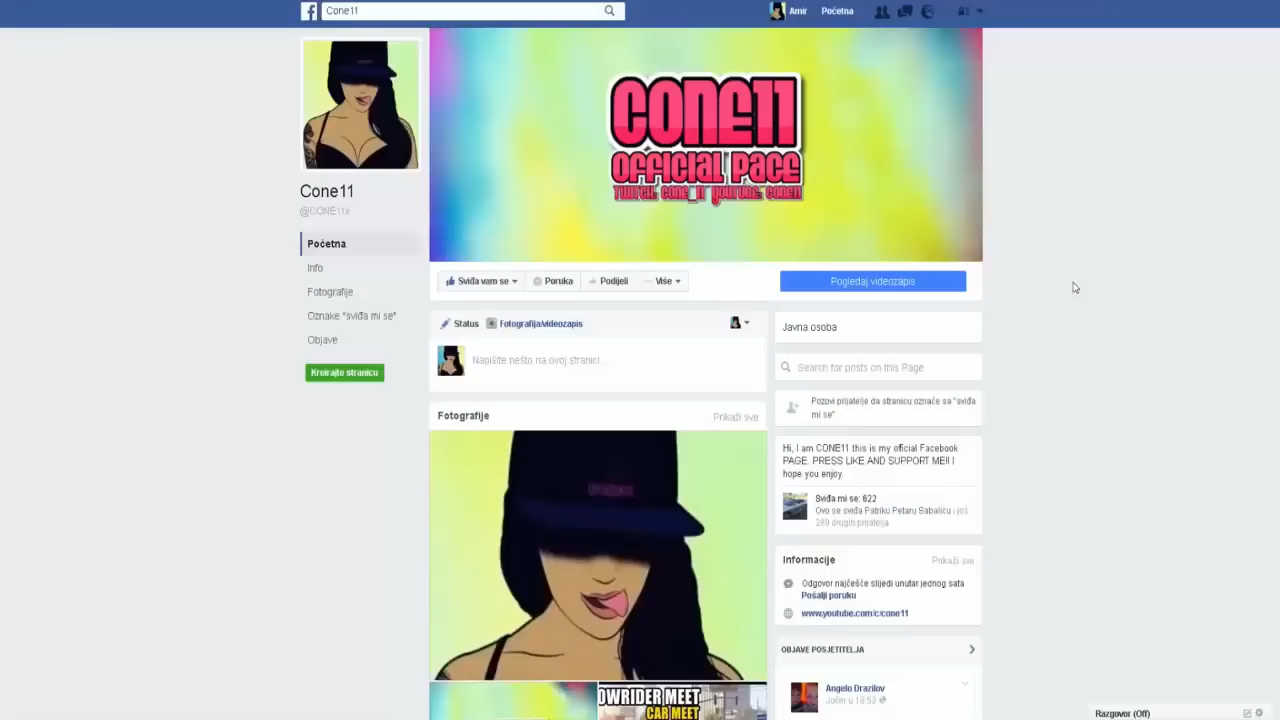 Cone11
Amir
Početna
CONE11
OFFICIAL PAGE
TWITCH: CONE_11 YOUTUBE: CONE11
Cone11
@CONE11x
Početna
Info
Fotografije
Oznake "sviđa mi se"
Objave
Kreirajte stranicu
Sviđa vam se
Poruka
Podijeli
Više
Pogledaj videozapis
Status
Fotografija/videozapis
Napišite nešto na ovoj stranici...
Fotografije
Prikaži sve
OWRIDER MEET
CAR MEET
Javna osoba
Search for posts on this Page
Pozovi prijatelje da stranicu označe sa "sviđa
mi se"
Hi, I am CONE11 this is my official Facebook
PAGE. PRESS LIKE AND SUPPORT ME!! I
hope you enjoy.
Sviđa mi se: 622
Ovo se sviđa Patriku Petaru Sabaliću i još
289 drugih prijatelja
Informacije
Prikaži sve
Odgovor najčešće slijedi unutar jednog sata
Pošalji poruku
www.youtube.com/c/cone11
OBJAVE POSJETITELJA
Angelo Drazilov
Jučer u 18:53
Razgovor (Off)